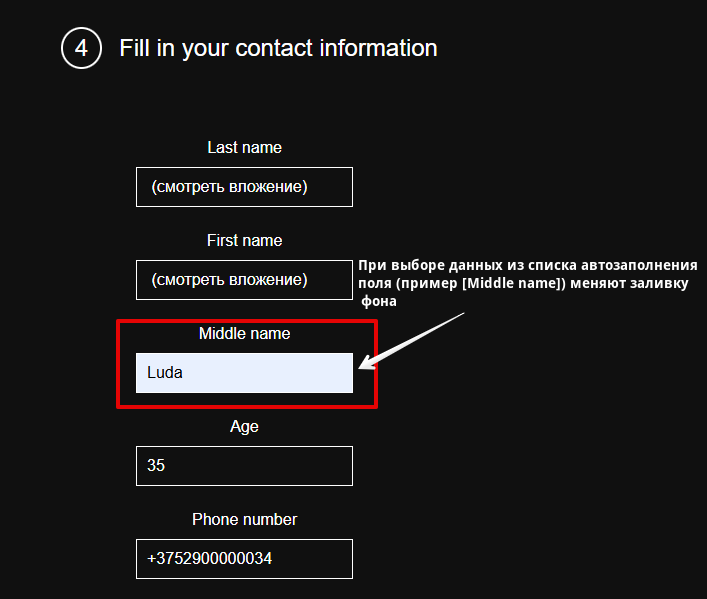 4 Fill in your contact information
Last name
(смотреть вложение)
First name
(смотреть вложение)
При выборе данных из списка автозаполнения
поля (пример [Middle name]) меняют заливку
фона
Middle name
Luda
Age
35
Phone number
+3752900000034